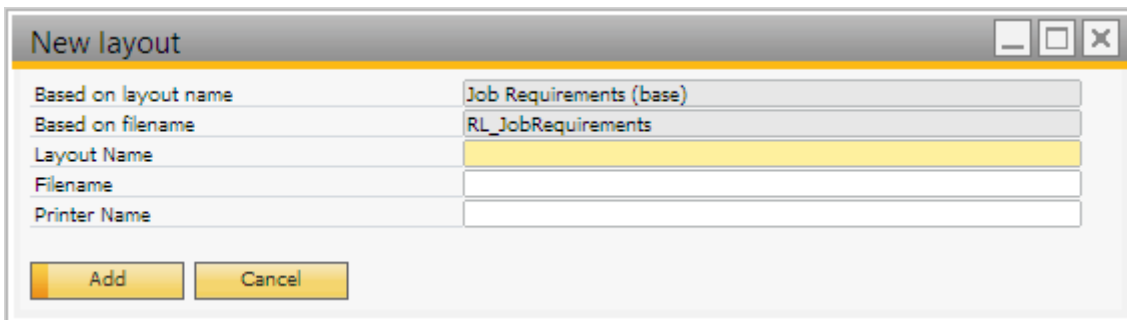 New layout
Based on layout name Job Requirements (base)
Based on filename RL_JobRequirements
Layout Name
Filename
Printer Name
Add Cancel